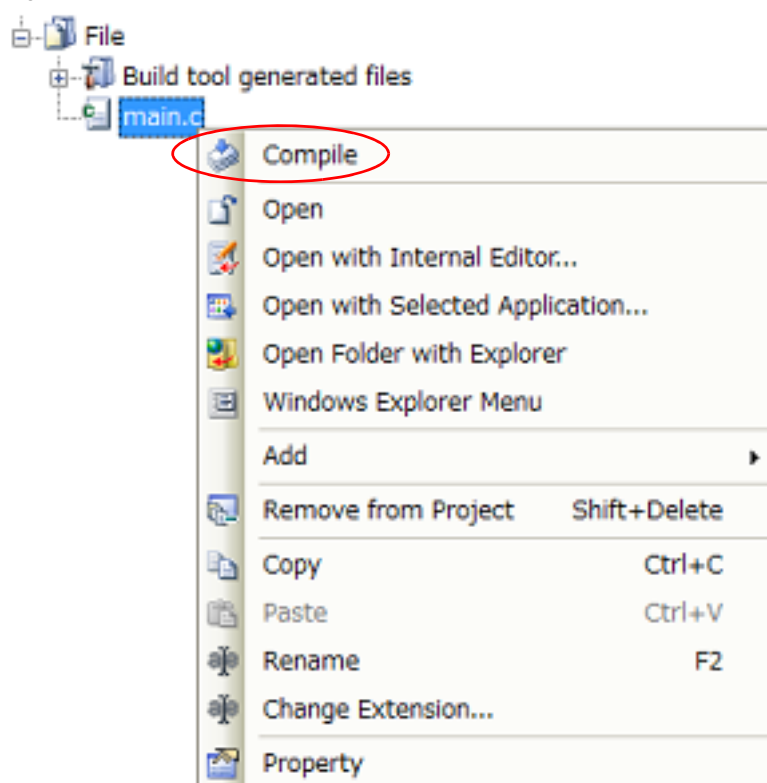 File
Build tool generated files
main.c
Compile
Open
Open with Internal Editor...
Open with Selected Application...
Open Folder with Explorer
Windows Explorer Menu
Add
Remove from Project Shift+Delete
Copy Ctrl+C
Paste Ctrl+V
Rename F2
Change Extension...
Property